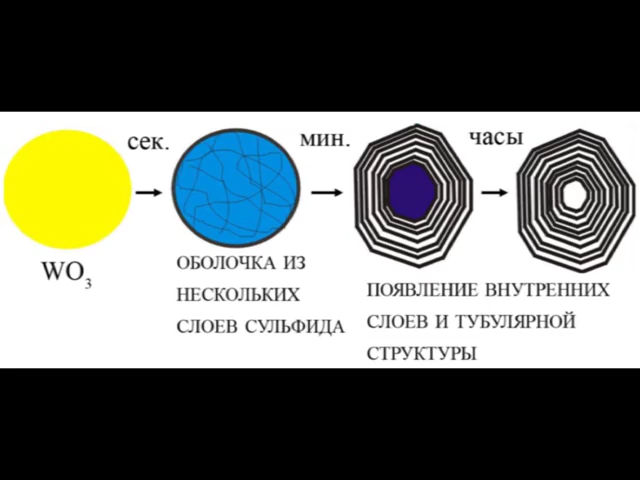 сек.
мин.
часы
WO₃
ОБОЛОЧКА ИЗ
НЕСКОЛЬКИХ
СЛОЕВ СУЛЬФИДА
ПОЯВЛЕНИЕ ВНУТРЕННИХ
СЛОЕВ И ТУБУЛЯРНОЙ
СТРУКТУРЫ